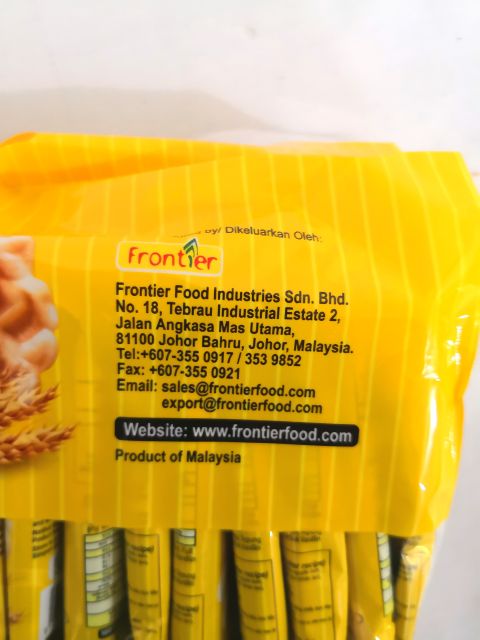 by/ Dikeluarkan Oleh:
Frontier
Frontier Food Industries Sdn. Bhd.
No. 18, Tebrau Industrial Estate 2,
Jalan Angkasa Mas Utama,
81100 Johor Bahru, Johor, Malaysia.
Tel:+607-355 0917 / 353 9852
Fax: +607-355 0921
Email: sales@frontierfood.com
export@frontierfood.com
Website: www.frontierfood.com
Product of Malaysia